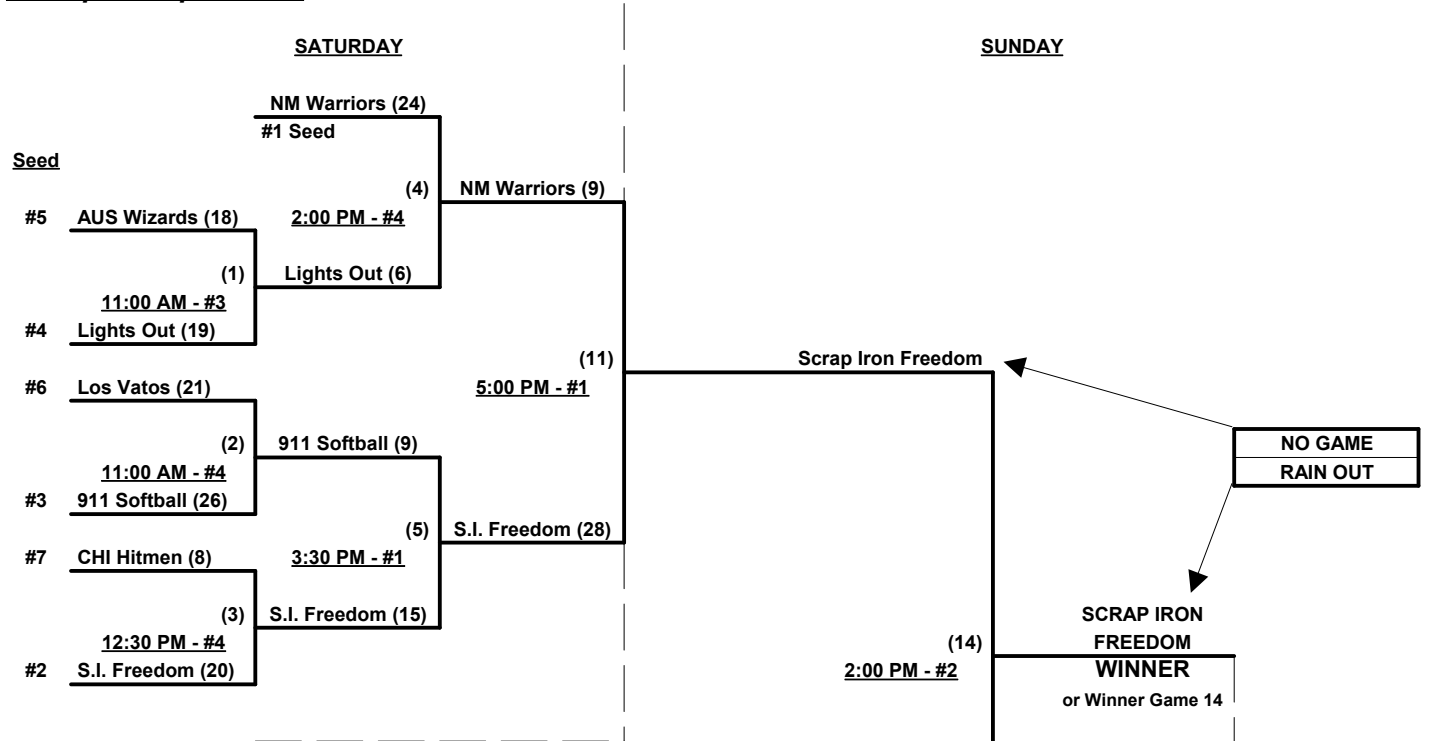 SATURDAY
SUNDAY
NM Warriors (24)
#1 Seed
Seed
(4)
NM Warriors (9)
#5
AUS Wizards (18)
2:00 PM - #4
(1)
Lights Out (6)
11:00 AM - #3
#4
Lights Out (19)
(11)
Scrap Iron Freedom
#6
Los Vatos (21)
5:00 PM - #1
(2)
911 Softball (9)
NO GAME
11:00 AM - #4
RAIN OUT
#3
911 Softball (26)
(5)
S.I. Freedom (28)
#7
CHI Hitmen (8)
3:30 PM - #1
(3)
S.I. Freedom (15)
SCRAP IRON
12:30 PM - #4
(14)
FREEDOM
#2
S.I. Freedom (20)
2:00 PM - #2
WINNER
or Winner Game 14